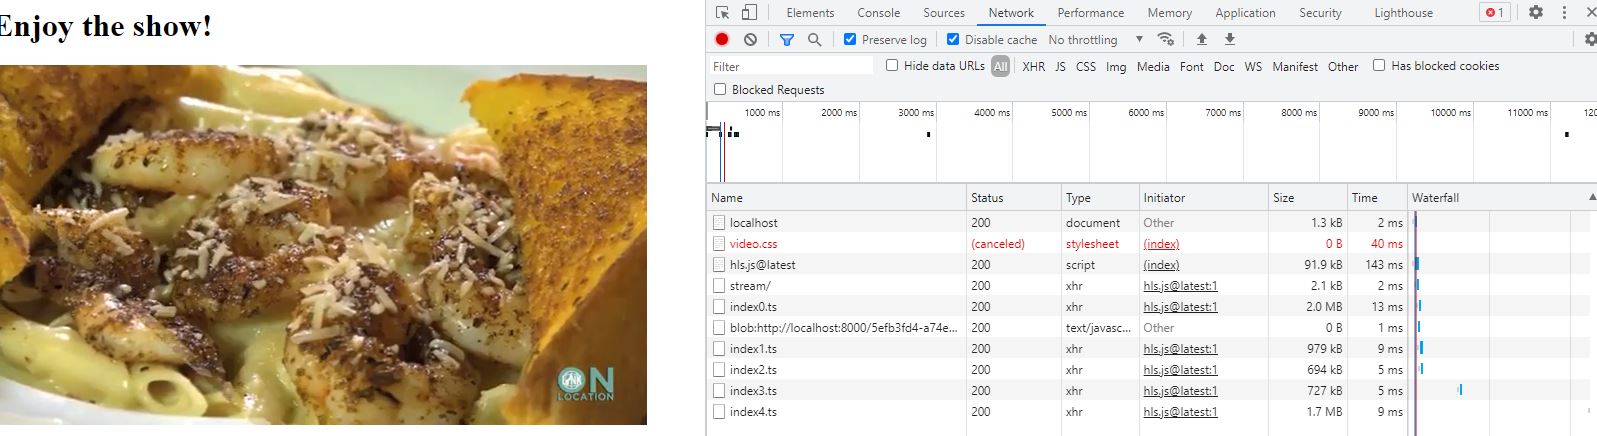 Enjoy the show!
ON
LOCATION
Elements Console Sources Network Performance Memory Application Security Lighthouse 1
Preserve log Disable cache No throttling
Filter Hide data URLs All XHR JS CSS Img Media Font Doc WS Manifest Other Has blocked cookies
Blocked Requests
1000 ms 2000 ms 3000 ms 4000 ms 5000 ms 6000 ms 7000 ms 8000 ms 9000 ms 10000 ms 11000 ms 120
Name Status Type Initiator Size Time Waterfall
localhost 200 document Other 1.3 kB 2 ms
video.css (canceled) stylesheet (index) 0 B 40 ms
hls.js@latest 200 script (index) 91.9 kB 143 ms
stream/ 200 xhr hls.js@latest:1 2.1 kB 2 ms
index0.ts 200 xhr hls.js@latest:1 2.0 MB 13 ms
blob:http://localhost:8000/5efb3fd4-a74e... 200 text/javasc... Other 0 B 1 ms
index1.ts 200 xhr hls.js@latest:1 979 kB 9 ms
index2.ts 200 xhr hls.js@latest:1 694 kB 5 ms
index3.ts 200 xhr hls.js@latest:1 727 kB 5 ms
index4.ts 200 xhr hls.js@latest:1 1.7 MB 9 ms